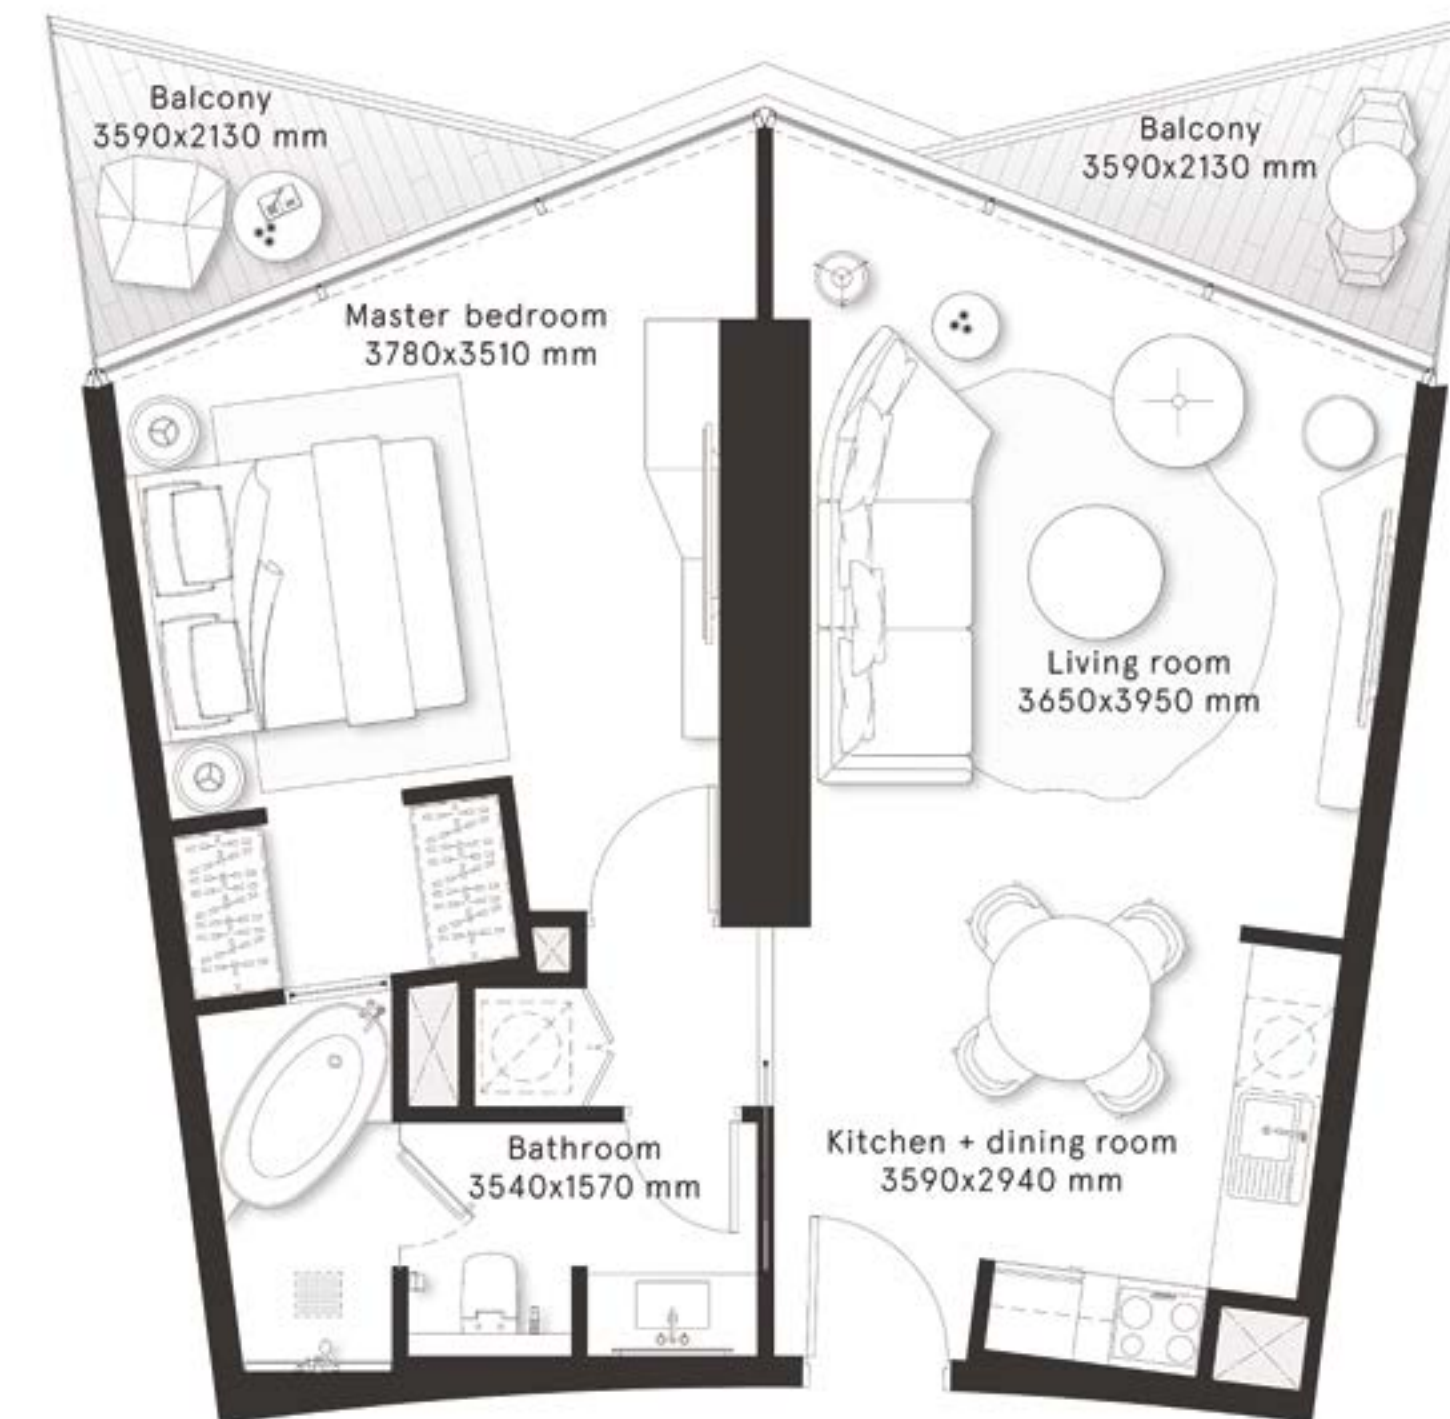 Balcony
3590x2130 mm
Balcony
3590x2130 mm
Master bedroom
3780x3510 mm
Living room
3650x3950 mm
Bathroom
3540x1570 mm
Kitchen + dining room
3590x2940 mm